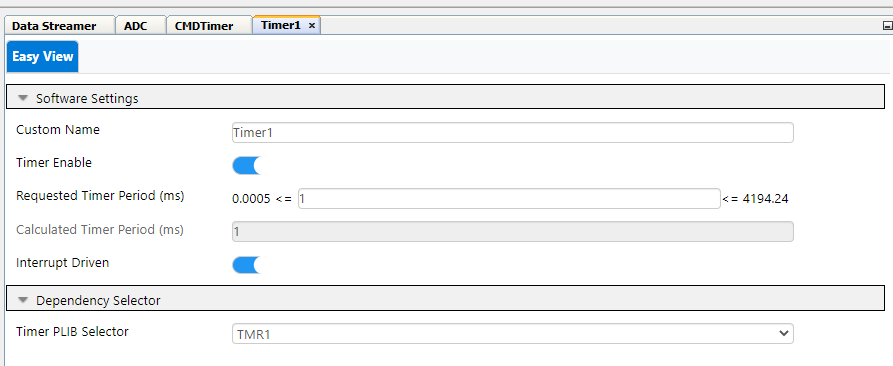 Data Streamer ADC CMDTimer Timer1 ×
Easy View
Software Settings
Custom Name Timer1
Timer Enable
Requested Timer Period (ms) 0.0005 <= 1 <= 4194.24
Calculated Timer Period (ms) 1
Interrupt Driven
Dependency Selector
Timer PLIB Selector TMR1